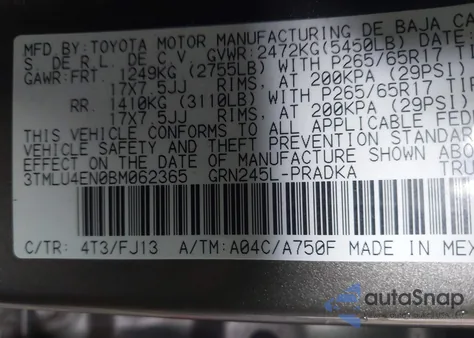 MFD.BY:TOYOTA MOTOR MANUFACTURING DE BAJA CA
S. DE R.L. DE C.V. GVWR:2472KG(5450LB) DATE:
GAWR:FRT. 1249KG (2755LB) WITH P265/65R17 TI
17X7.5JJ RIMS, AT 200KPA (29PSI)
RR. 1410KG (3110LB) WITH P265/65R17 TIR
17X7.5JJ RIMS, AT 200KPA (29PSI)
THIS VEHICLE CONFORMS TO ALL APPLICABLE FEDE
VEHICLE SAFETY AND THEFT PREVENTION STANDAR
EFFECT ON THE DATE OF MANUFACTURE SHOWN ABO
3TMLU4EN0BM062365 GRN245L-PRADKA TRU
C/TR: 4T3/FJ13 A/TM:A04C/A750F MADE IN MEX
autoSnap